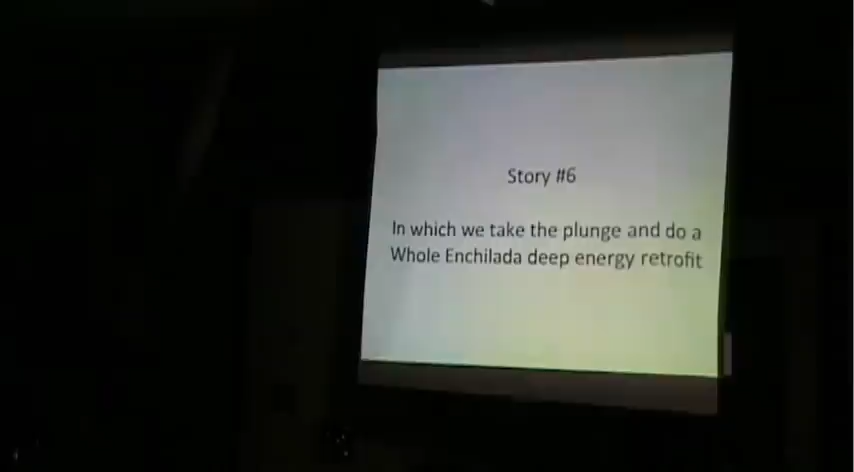 Story #6
In which we take the plunge and do a
Whole Enchilada deep energy retrofit